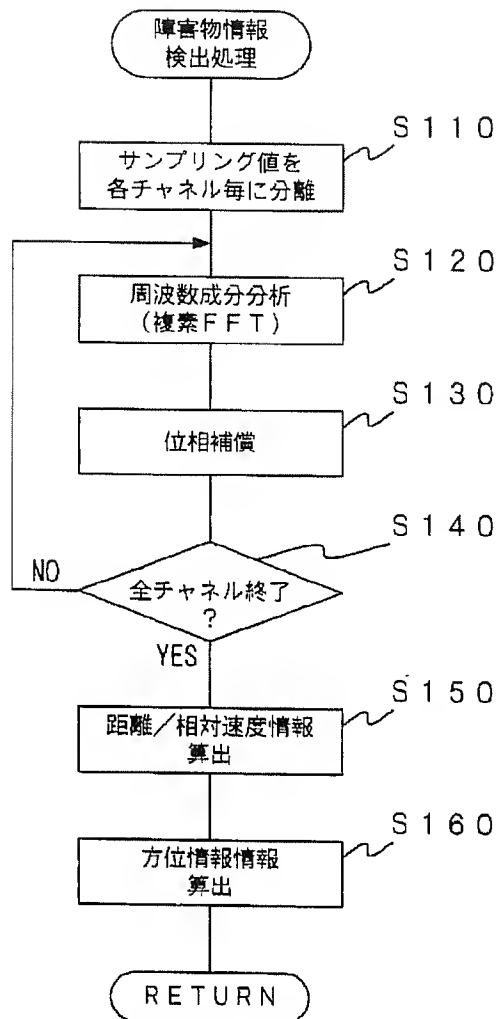 障害物情報
検出処理
S110
サンプリング値を
各チャネル毎に分離
S120
周波数成分分析
(複素FFT)
S130
位相補償
S140
NO
全チャネル終了
?
YES
S150
距離/相対速度情報
算出
S160
方位情報情報
算出
RETURN